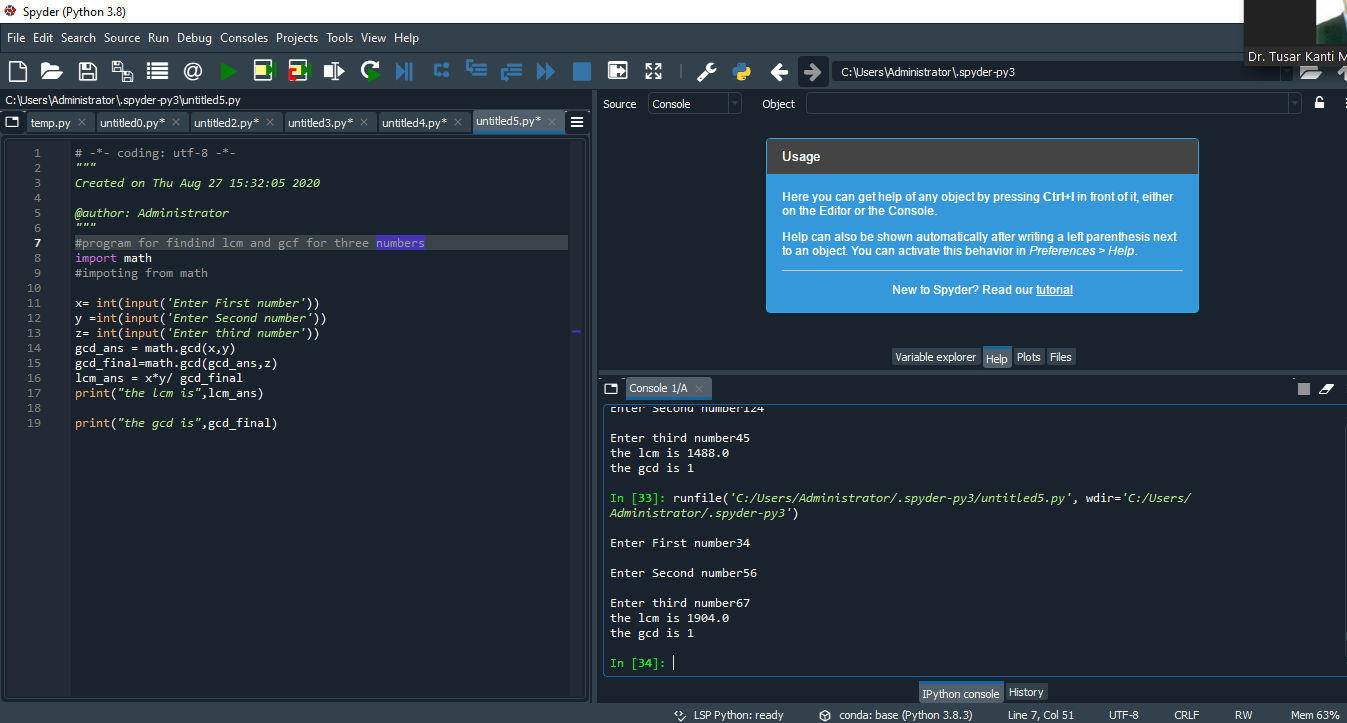 Spyder (Python 3.8)
File Edit Search Source Run Debug Consoles Projects Tools View Help
Dr. Tusar Kanti M
C:\Users\Administrator\.spyder-py3
C:\Users\Administrator\.spyder-py3\untitled5.py
temp.py untitled0.py* untitled2.py* untitled3.py* untitled4.py* untitled5.py*
1 # -*- coding: utf-8 -*-
2 """
3 Created on Thu Aug 27 15:32:05 2020
4
5 @author: Administrator
6 """
7 #program for findind lcm and gcf for three numbers
8 import math
9 #impoting from math
10
11 x= int(input('Enter First number'))
12 y =int(input('Enter Second number'))
13 z= int(input('Enter third number'))
14 gcd_ans = math.gcd(x,y)
15 gcd_final=math.gcd(gcd_ans,z)
16 lcm_ans = x*y/ gcd_final
17 print("the lcm is",lcm_ans)
18
19 print("the gcd is",gcd_final)
Source Console Object
Usage
Here you can get help of any object by pressing Ctrl+I in front of it, either
on the Editor or the Console.
Help can also be shown automatically after writing a left parenthesis next
to an object. You can activate this behavior in Preferences > Help.
New to Spyder? Read our tutorial
Variable explorer Help Plots Files
Console 1/A
Enter Second number124
Enter third number45
the lcm is 1488.0
the gcd is 1
In [33]: runfile('C:/Users/Administrator/.spyder-py3/untitled5.py', wdir='C:/Users/
Administrator/.spyder-py3')
Enter First number34
Enter Second number56
Enter third number67
the lcm is 1904.0
the gcd is 1
In [34]:
IPython console History
LSP Python: ready conda: base (Python 3.8.3) Line 7, Col 51 UTF-8 CRLF RW Mem 63%